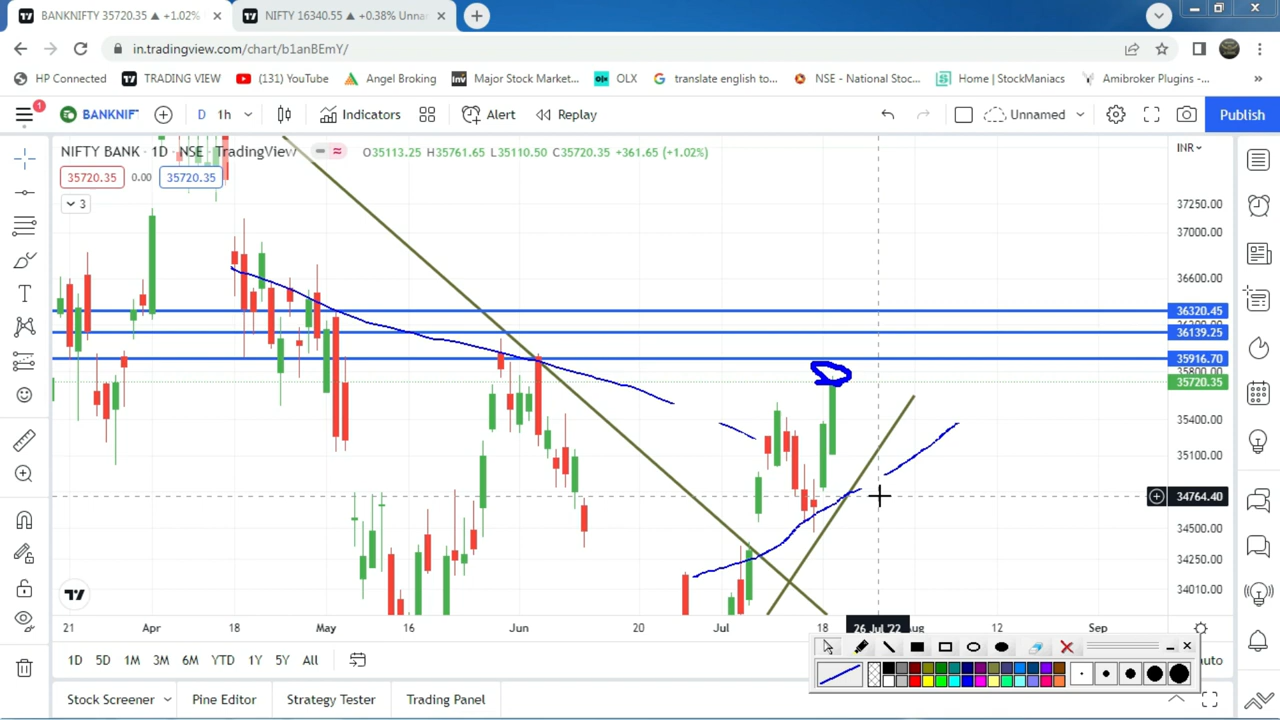 BANKNIFTY 35720.35 ▲ +1.02%
NIFTY 16340.55 ▲ +0.38% Unna
in.tradingview.com/chart/b1anBEmY/
HP Connected
TRADING VIEW
(131) YouTube
Angel Broking
Major Stock Market...
OLX
translate english to...
NSE - National Stoc...
Home | StockManiacs
Amibroker Plugins -...
1
BANKNIF
D
1h
Indicators
Alert
Replay
Unnamed
Publish
NIFTY BANK · 1D · NSE TradingView
O35113.25 H35761.65 L35110.50 C35720.35 +361.65 (+1.02%)
INR
35720.35
0.00
35720.35
3
37250.00
37000.00
36600.00
36320.45
36139.25
35916.70
35720.35
35400.00
35100.00
34764.40
34500.00
34250.00
34010.00
21
Apr
18
May
16
Jun
20
Jul
18
26 Jul '22
Aug
12
Sep
1D
5D
1M
3M
6M
YTD
1Y
5Y
All
Stock Screener
Pine Editor
Strategy Tester
Trading Panel